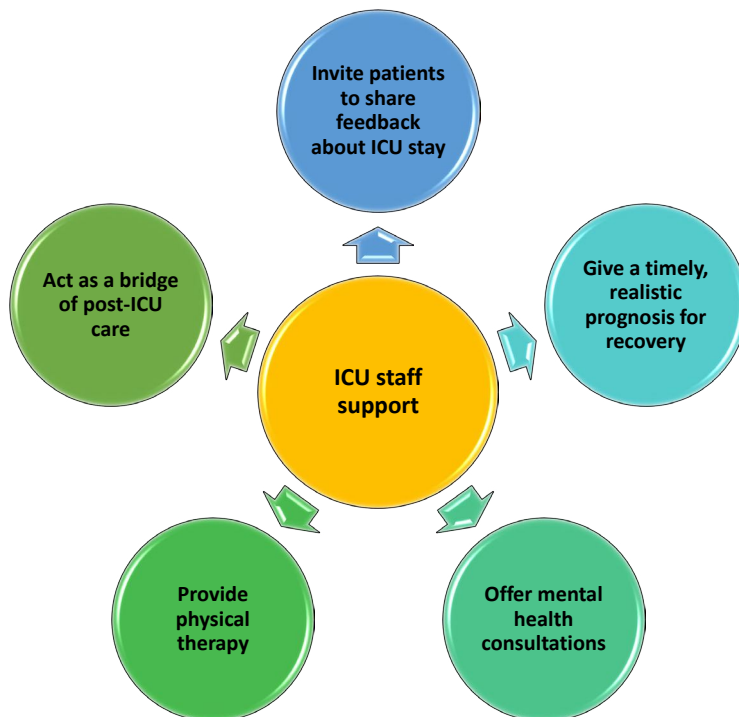 Invite patients
to share
feedback
about ICU stay
Act as a bridge
of post-ICU
care
Give a timely,
realistic
prognosis for
recovery
ICU staff
support
Provide
physical
therapy
Offer mental
health
consultations